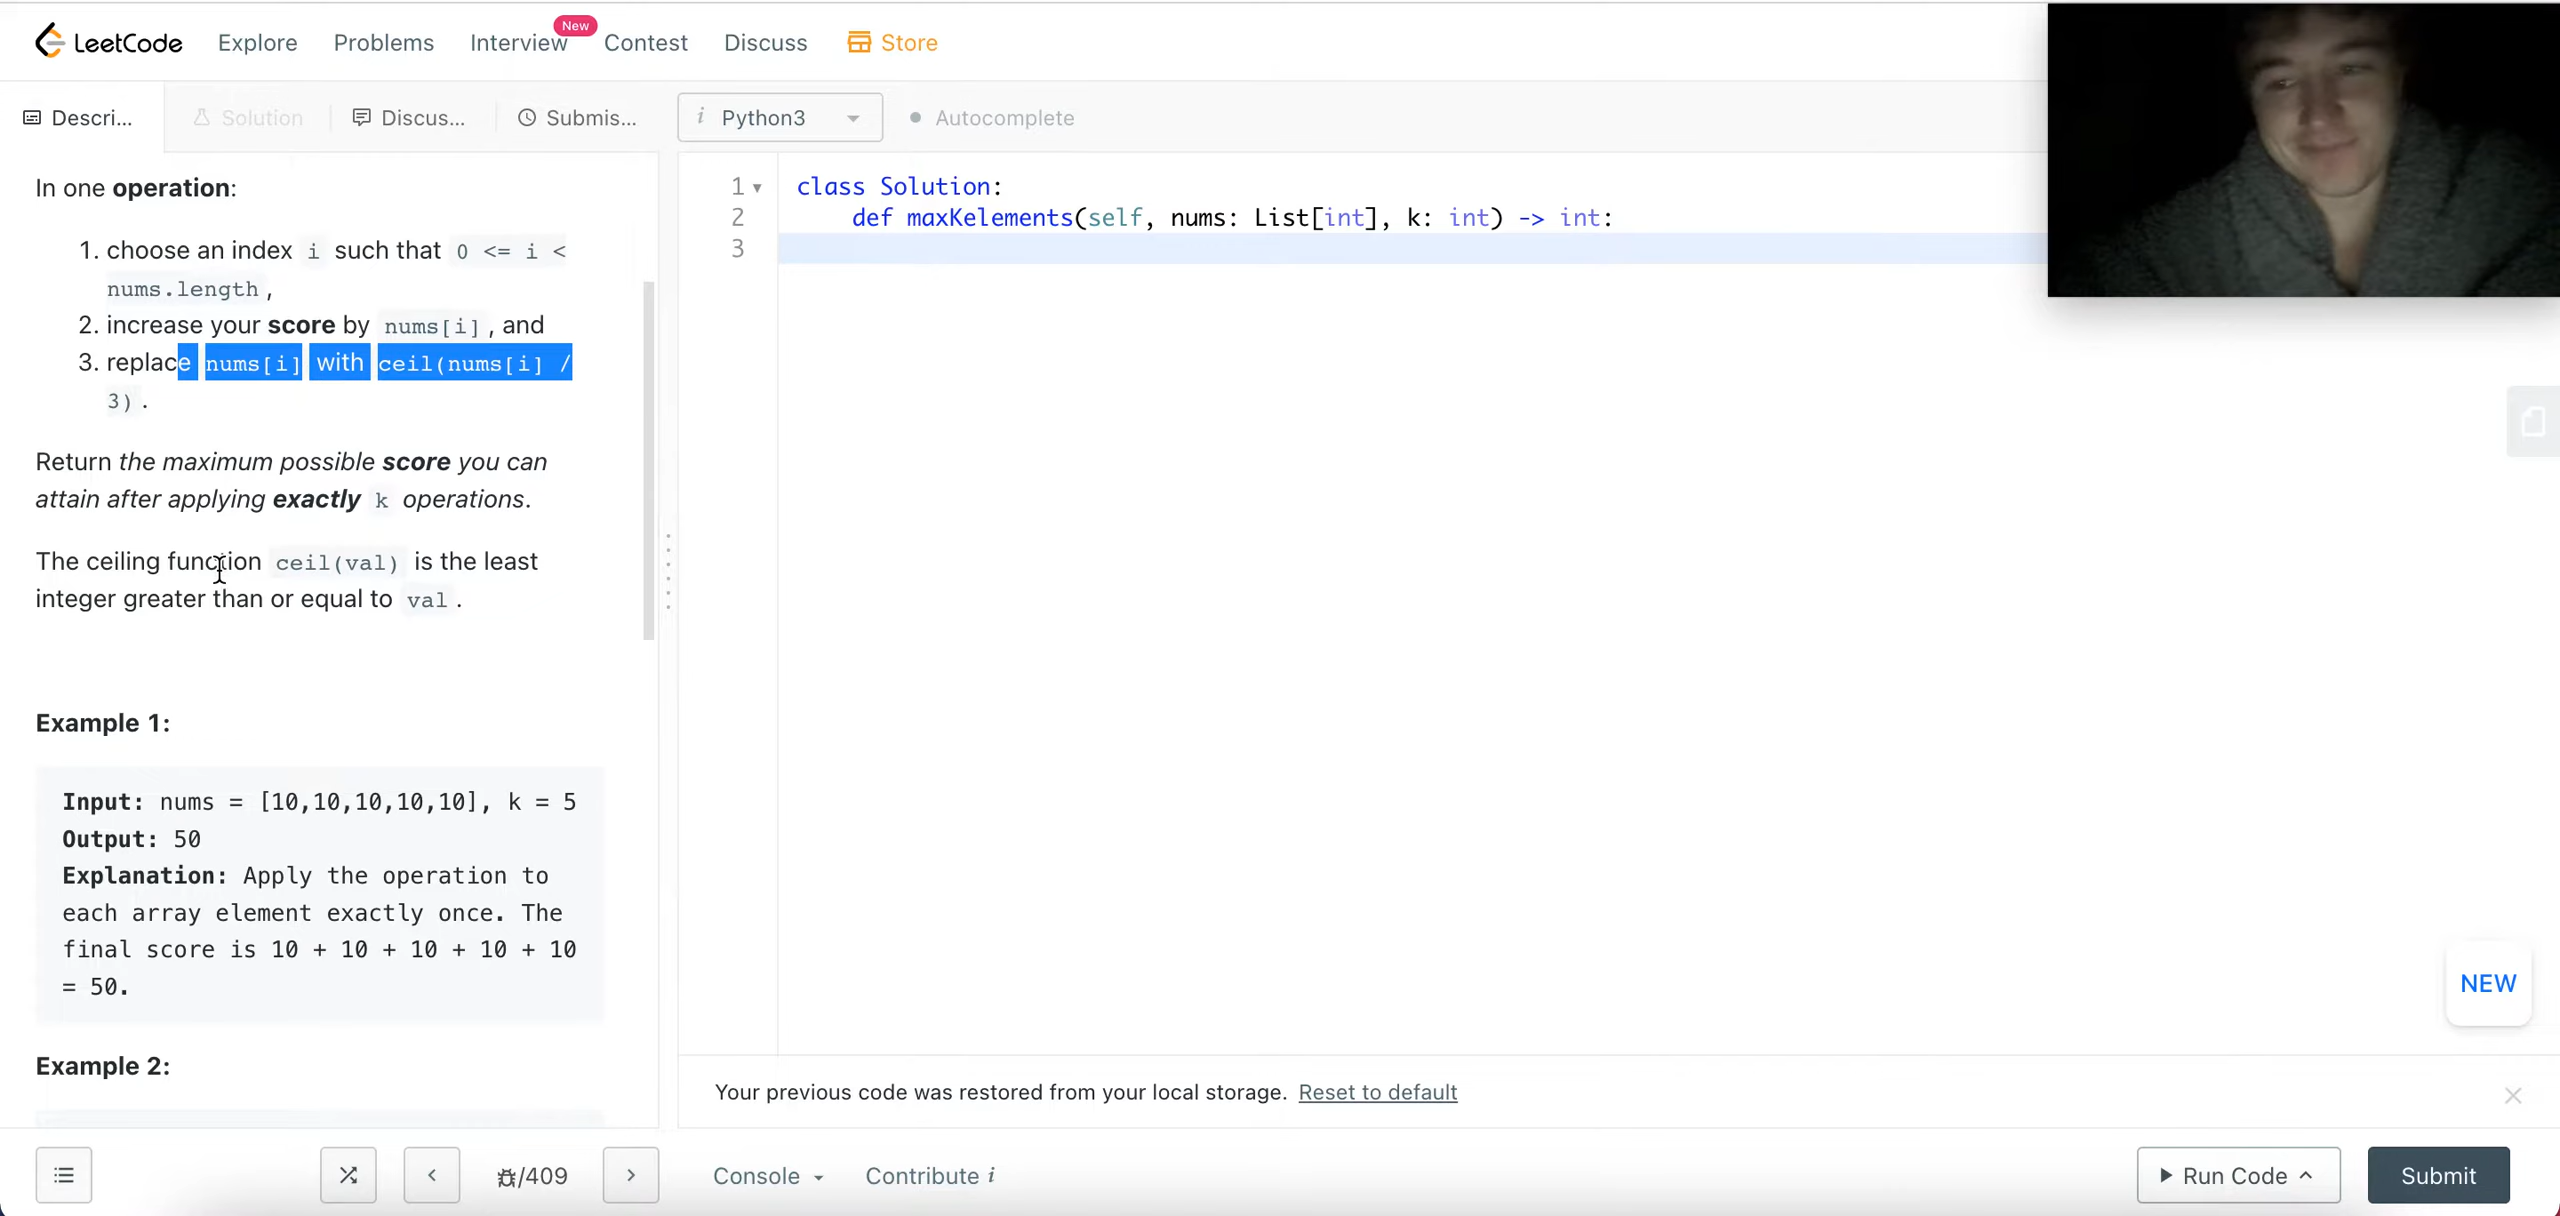 LeetCode Explore Problems Interview New Contest Discuss Store
Descri... Solution Discus... Submis... i Python3 Autocomplete
In one operation:
1. choose an index i such that 0 <= i <
nums.length,
2. increase your score by nums[i], and
3. replace nums[i] with ceil(nums[i] /
3).
Return the maximum possible score you can
attain after applying exactly k operations.
The ceiling function ceil(val) is the least
integer greater than or equal to val.
Example 1:
Input: nums = [10,10,10,10,10], k = 5
Output: 50
Explanation: Apply the operation to
each array element exactly once. The
final score is 10 + 10 + 10 + 10 + 10
= 50.
Example 2:
1 class Solution:
2 def maxKelements(self, nums: List[int], k: int) -> int:
3
NEW
Your previous code was restored from your local storage. Reset to default
/409 Console Contribute i Run Code Submit